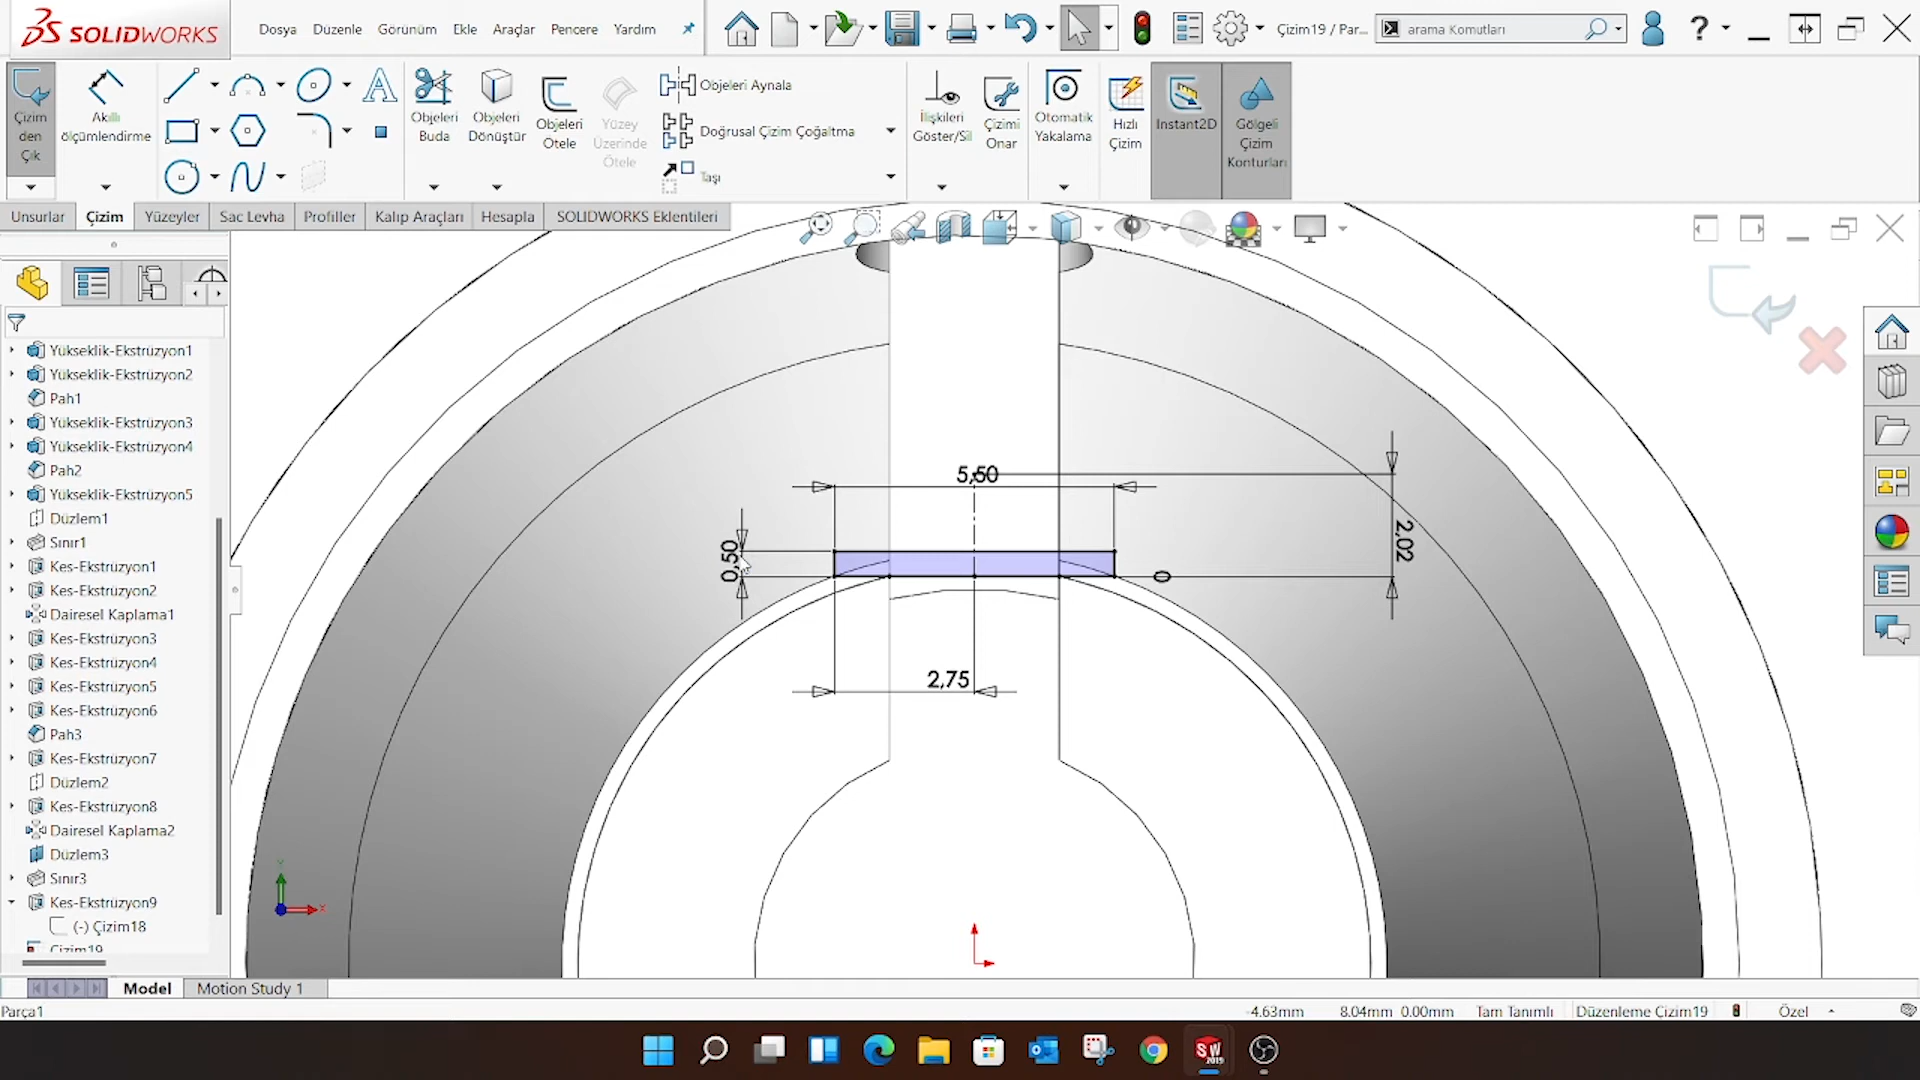 SOLIDWORKS
Dosya Düzenle Görünüm Ekle Araçlar Pencere Yardım
Çizim19 / Par...
arama Komutları
Çizim den Çık
Akıllı ölçümlendirme
Objeleri Buda
Objeleri Dönüştür
Objeleri Ötele
Yüzey Üzerinde Ötele
Objeleri Aynala
Doğrusal Çizim Çoğaltma
Taşı
İlişkileri Göster/Sil
Çizimi Onar
Otomatik Yakalama
Hızlı Çizim
Instant2D
Gölgeli Çizim Konturları
Unsurlar Çizim Yüzeyler Sac Levha Profiller Kalıp Araçları Hesapla SOLIDWORKS Eklentileri
Yükseklik-Ekstrüzyon1
Yükseklik-Ekstrüzyon2
Pah1
Yükseklik-Ekstrüzyon3
Yükseklik-Ekstrüzyon4
Pah2
Yükseklik-Ekstrüzyon5
Düzlem1
Sınır1
Kes-Ekstrüzyon1
Kes-Ekstrüzyon2
Dairesel Kaplama1
Kes-Ekstrüzyon3
Kes-Ekstrüzyon4
Kes-Ekstrüzyon5
Kes-Ekstrüzyon6
Pah3
Kes-Ekstrüzyon7
Düzlem2
Kes-Ekstrüzyon8
Dairesel Kaplama2
Düzlem3
Sınır3
Kes-Ekstrüzyon9
(-) Çizim18
Çizim19
5,50
0,50
2,02
0
2,75
Y
X
Model Motion Study 1
Parça1
-4.63mm 8.04mm 0.00mm Tam Tanımlı Düzenleme Çizim19 Özel
SW 2019